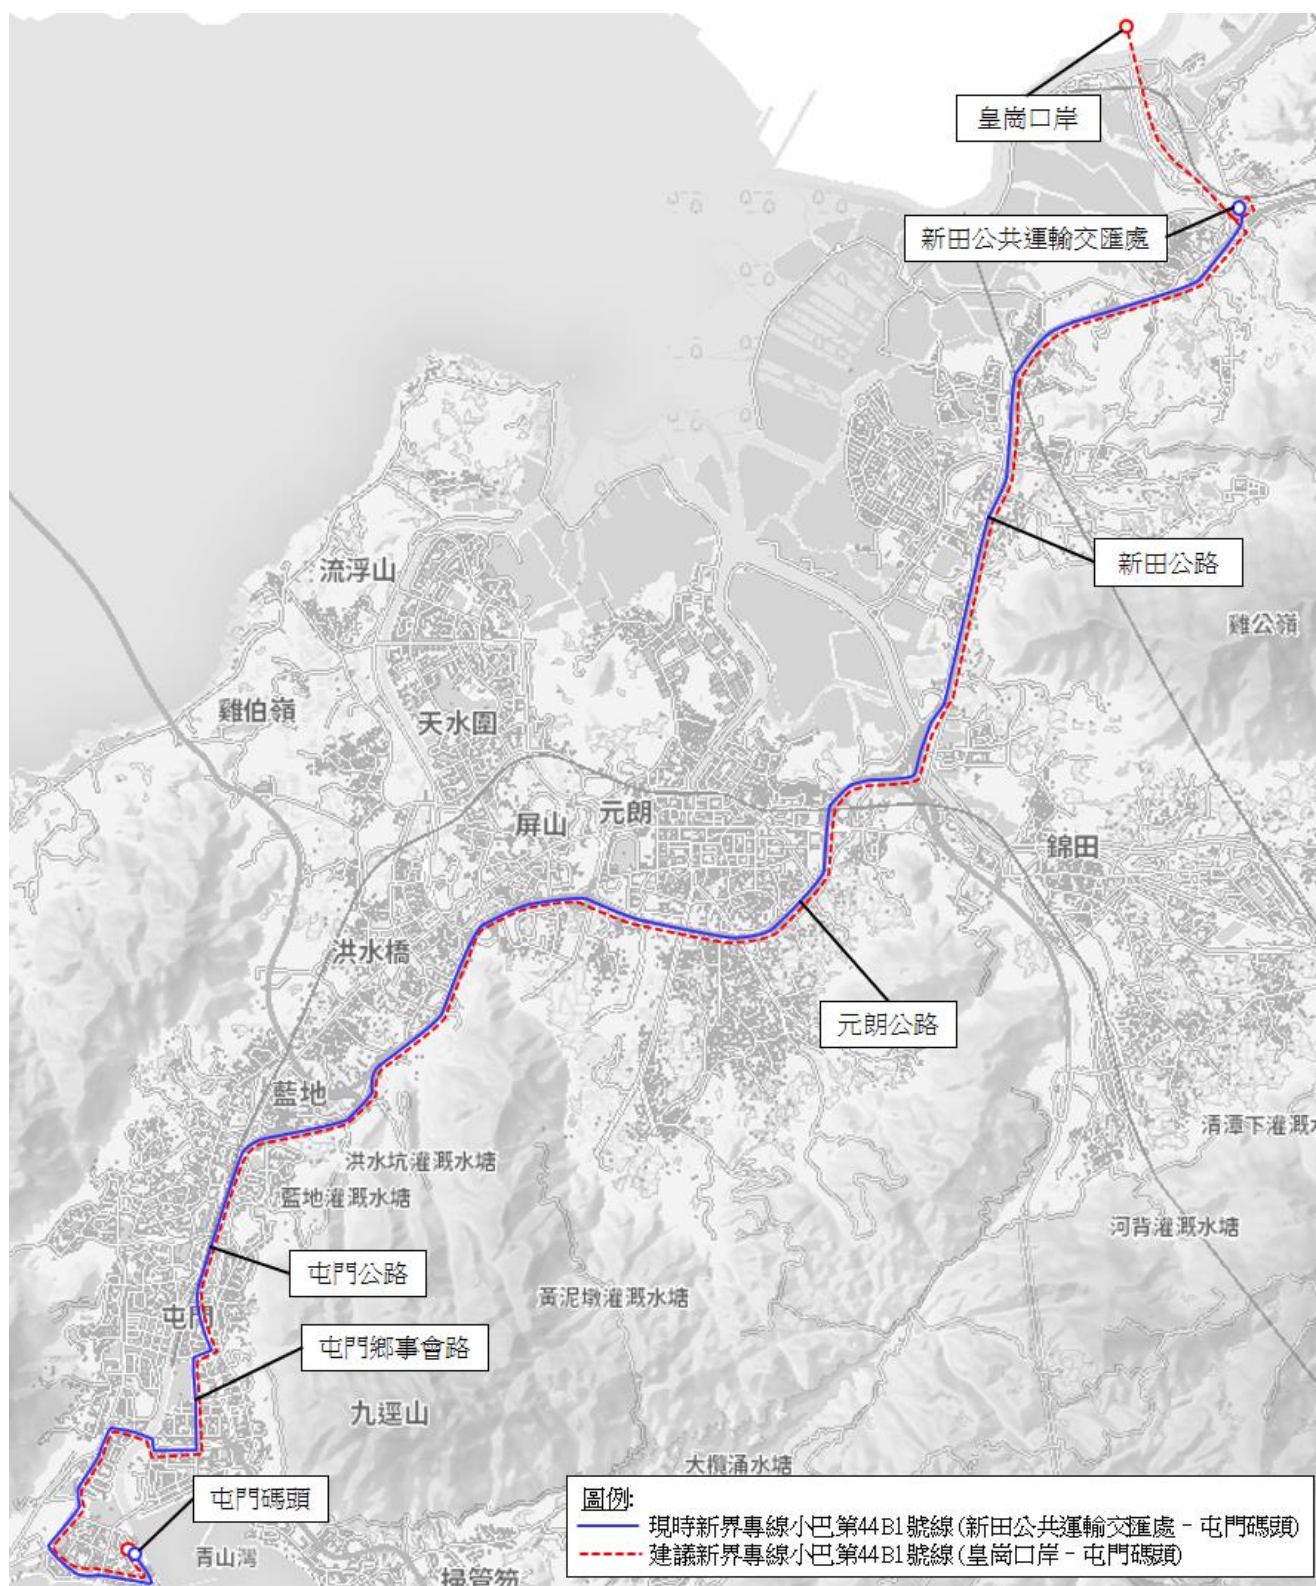 皇崗口岸
新田公共運輸交匯處
新田公路
流浮山
雞公嶺
雞伯嶺
天水圍
元朗
屏山
錦田
洪水橋
元朗公路
藍地
清潭下灌溉水
洪水坑灌溉水塘
藍地灌溉水塘
河背灌溉水塘
屯門公路
黃泥墩灌溉水塘
屯門
屯門鄉事會路
九逕山
大欖涌水塘
屯門碼頭
青山灣
掃管笏
圖例:
現時新界專線小巴第44B1號線(新田公共運輸交匯處 - 屯門碼頭)
建議新界專線小巴第44B1號線(皇崗口岸 - 屯門碼頭)